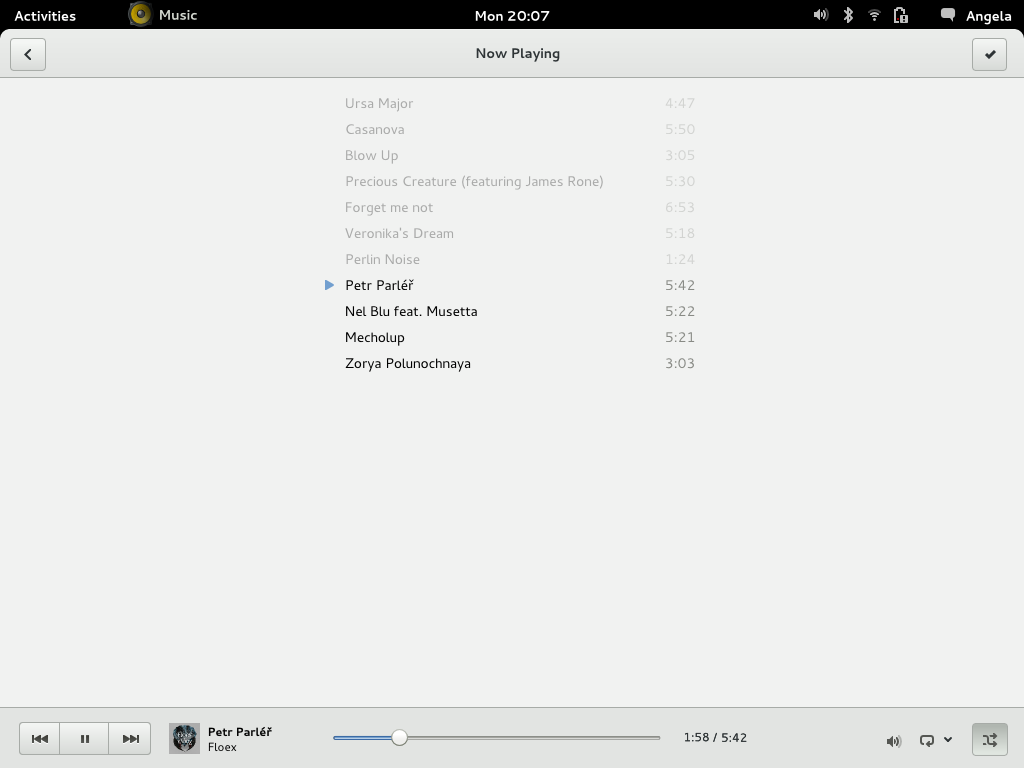 Activities Music Mon 20:07 Angela
Now Playing
Ursa Major 4:47
Casanova 5:50
Blow Up 3:05
Precious Creature (featuring James Rone) 5:30
Forget me not 6:53
Veronika's Dream 5:18
Perlin Noise 1:24
Petr Parléř 5:42
Nel Blu feat. Musetta 5:22
Mecholup 5:21
Zorya Polunochnaya 3:03
Petr Parléř
Floex
1:58 / 5:42